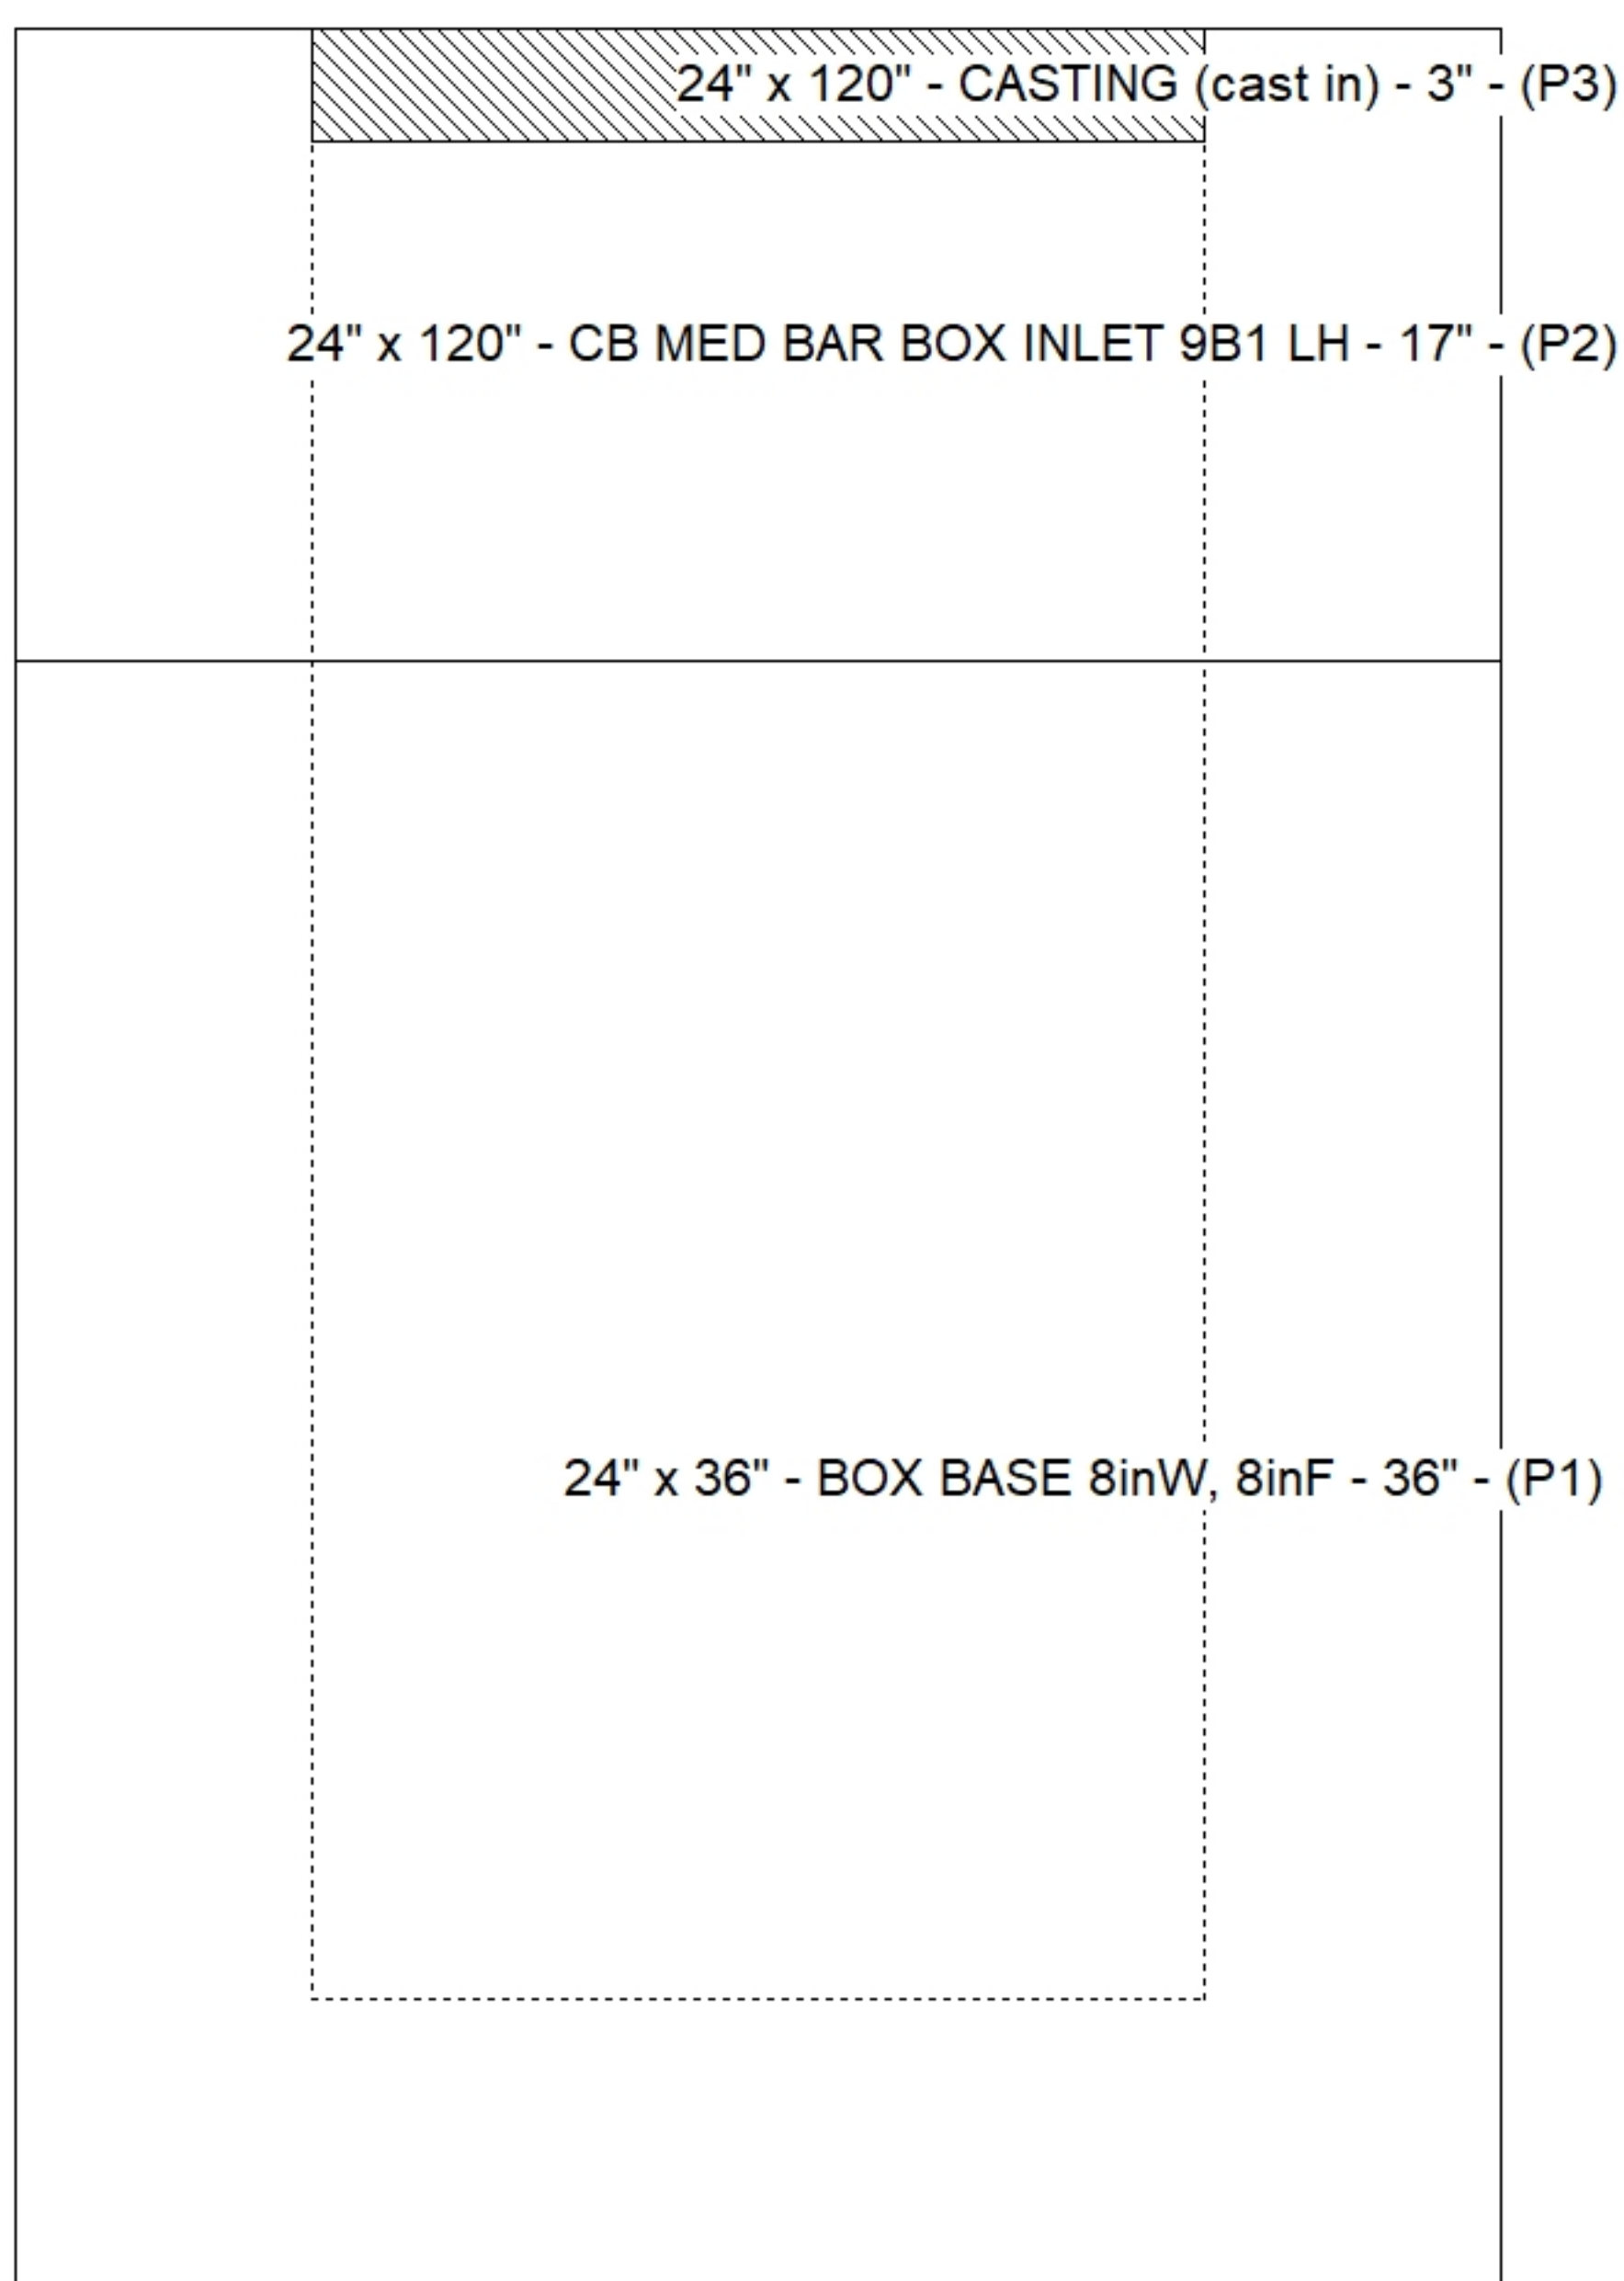 24" x 120" - CASTING (cast in) - 3" - (P3)
24" x 120" - CB MED BAR BOX INLET 9B1 LH - 17" - (P2)
24" x 36" - BOX BASE 8inW, 8inF - 36" - (P1)